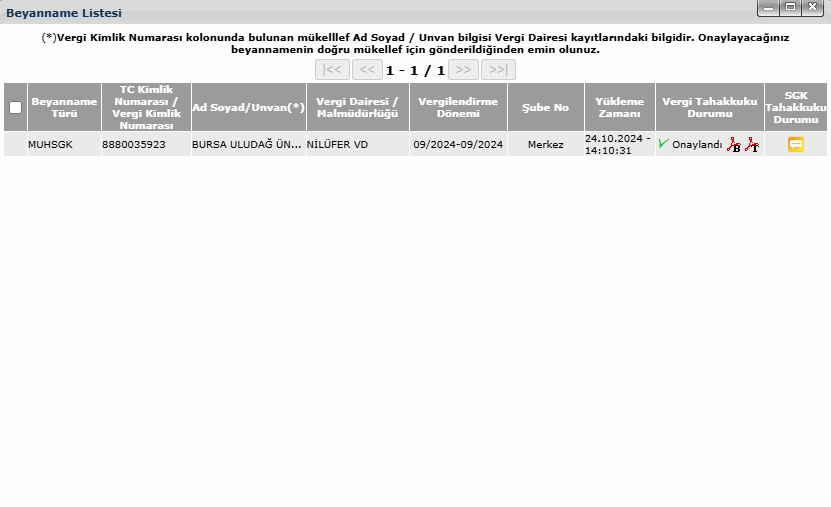 Beyanname Listesi
(*)Vergi Kimlik Numarası kolonunda bulunan mükelllef Ad Soyad / Unvan bilgisi Vergi Dairesi kayıtlarındaki bilgidir. Onaylayacağınız
beyannamenin doğru mükellef için gönderildiğinden emin olunuz.
|<< << 1 - 1 / 1 >> >>|
Beyanname Türü
TC Kimlik Numarası / Vergi Kimlik Numarası
Ad Soyad/Unvan(*)
Vergi Dairesi / Malmüdürlüğü
Vergilendirme Dönemi
Şube No
Yükleme Zamanı
Vergi Tahakkuku Durumu
SGK Tahakkuku Durumu
MUHSGK
8880035923
BURSA ULUDAĞ ÜN...
NİLÜFER VD
09/2024-09/2024
Merkez
24.10.2024 -
14:10:31
Onaylandı B T